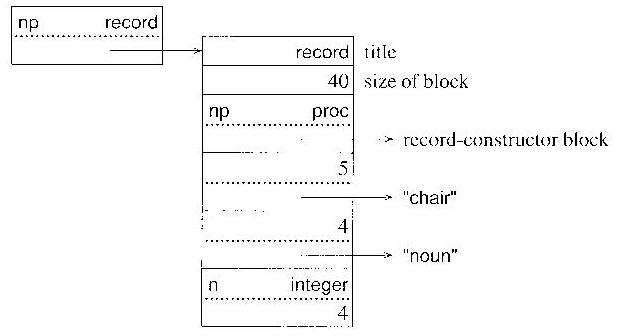 np record
record title
40 size of block
np proc
record-constructor block
5
"chair"
4
"noun"
n integer
4